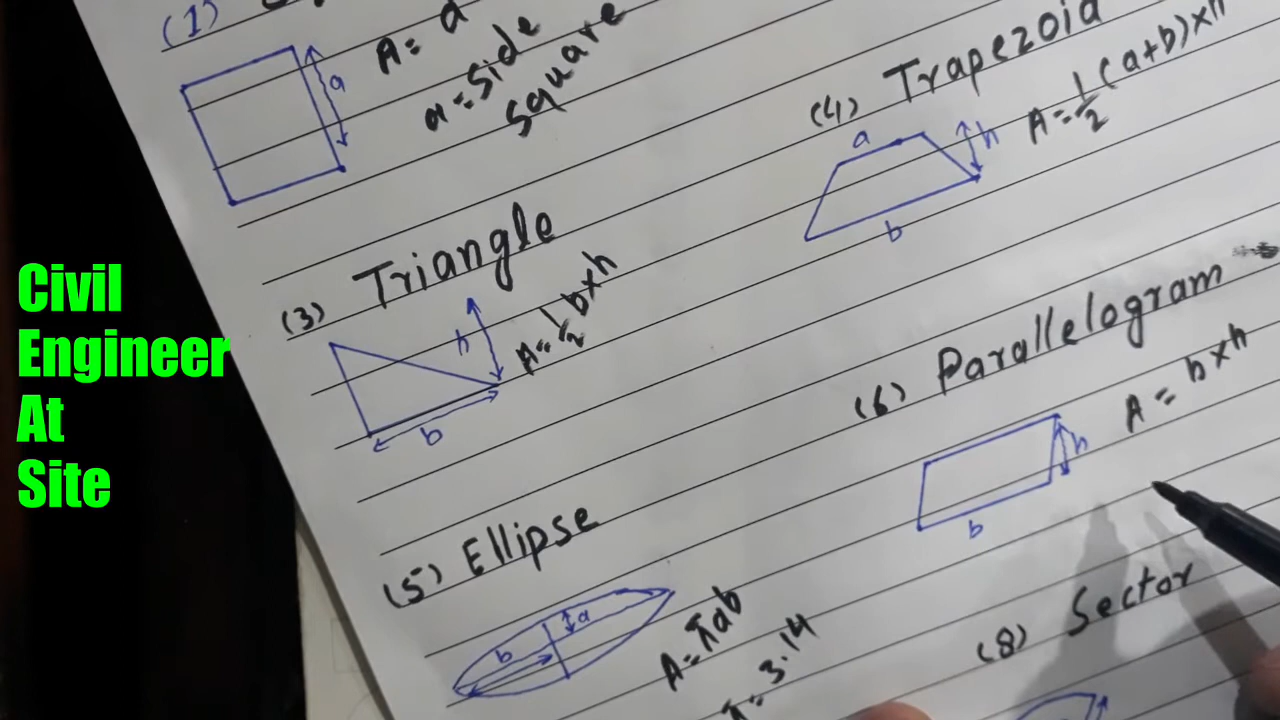 Civil
Engineer
At
Site
(1)
a
A=
a = Side
Square
(3) Triangle
h
b
A=½ b×h
(4) Trapezoid
a
h
b
A=½(a+b)×h
(5) Ellipse
a
b
A=πab
π= 3.14
(6) Parallelogram
h
b
A = b×h
(8) Sector